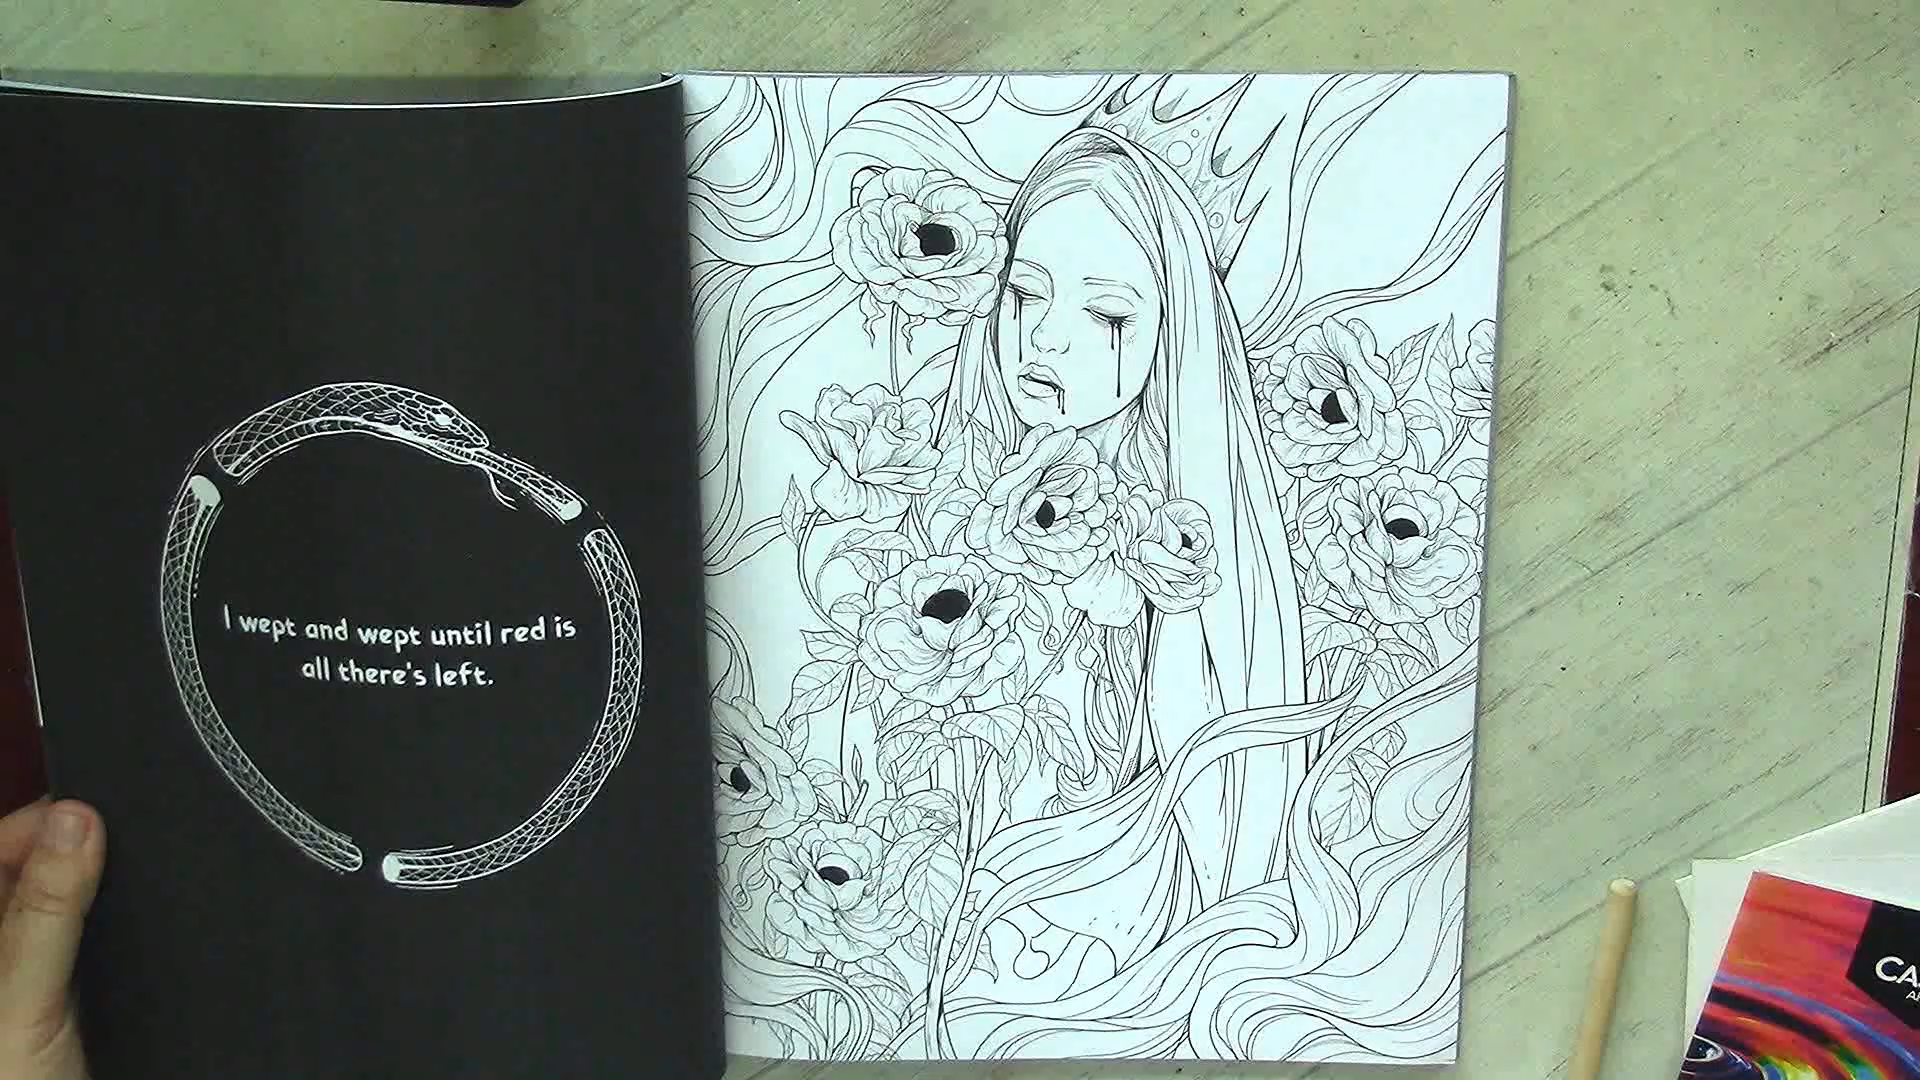 I wept and wept until red is
all there's left.